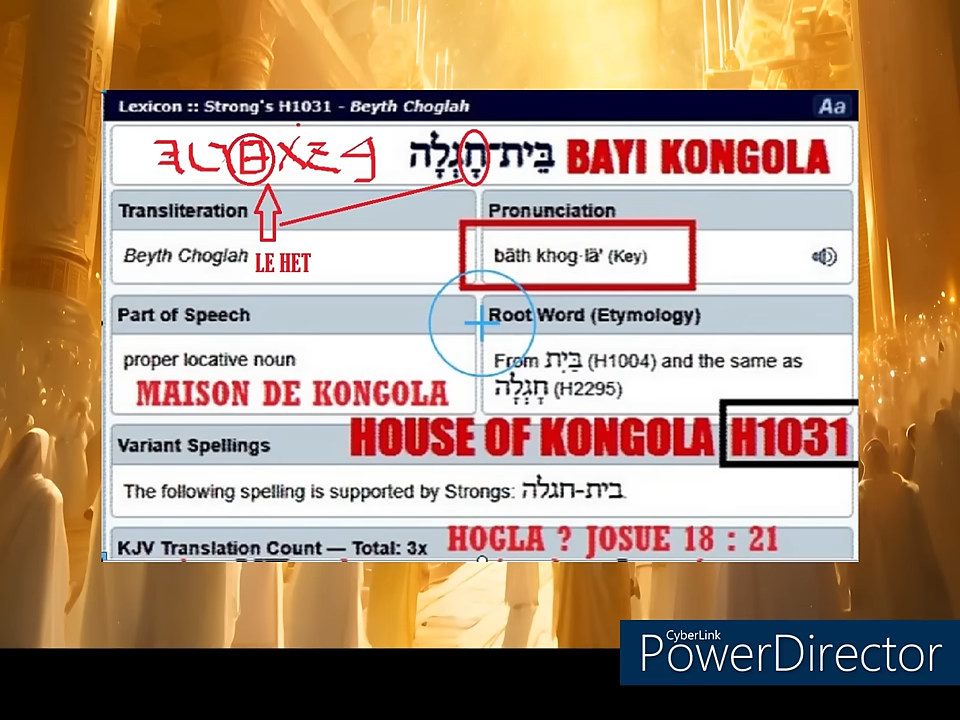 Lexicon :: Strong's H1031 - Beyth Choglah Aa
בֵּית־חָגְלָה BAYI KONGOLA
Transliteration
Pronunciation
Beyth Choglah
LE HET
bāth khog·lä' (Key)
Part of Speech
Root Word (Etymology)
proper locative noun
MAISON DE KONGOLA
From בַּיִת (H1004) and the same as
חָגְלָה (H2295)
Variant Spellings
HOUSE OF KONGOLA H1031
The following spelling is supported by Strongs: בית-חגלה.
KJV Translation Count — Total: 3x
HOGLA ? JOSUE 18 : 21
CyberLink
PowerDirector